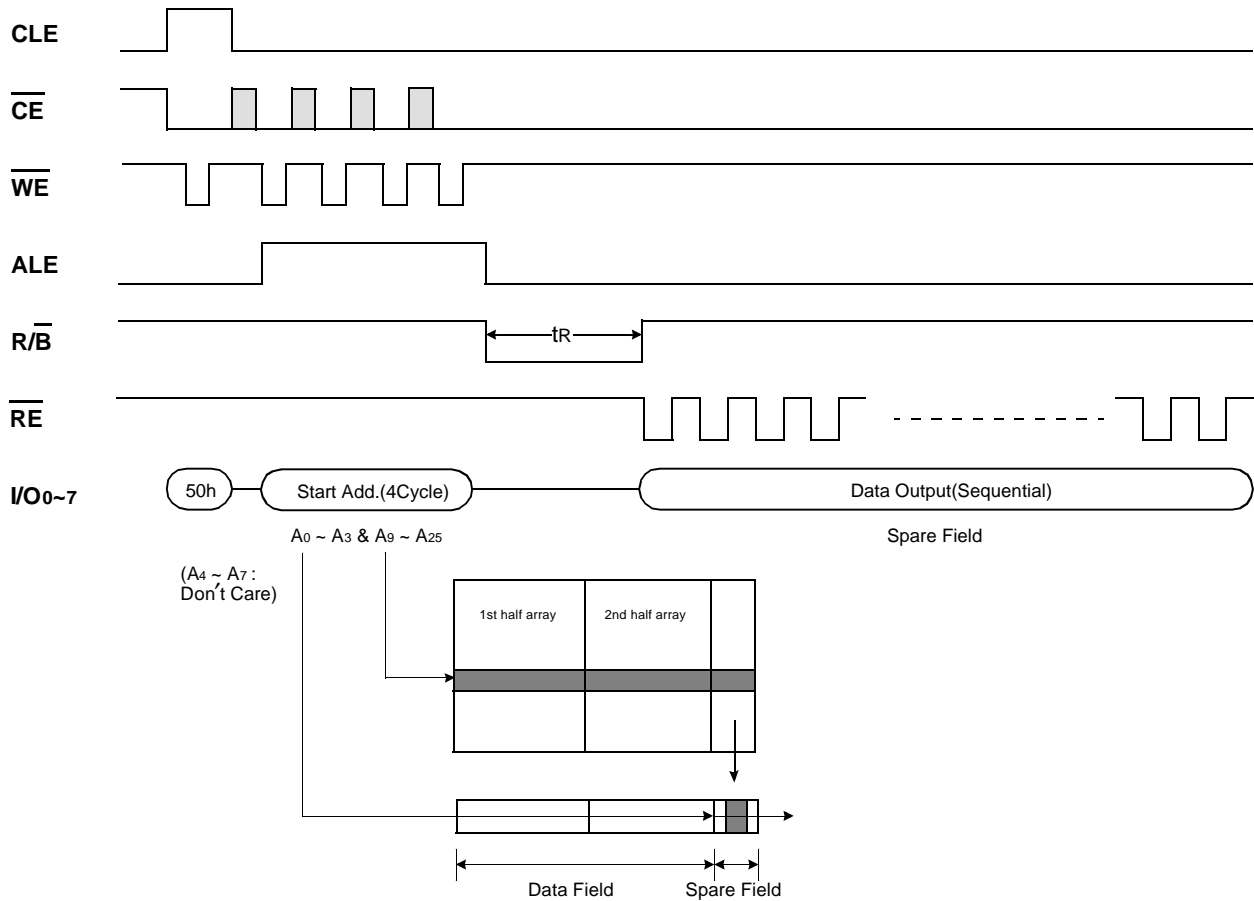 CLE
CE
WE
ALE
R/B
tR
RE
I/O0~7
50h
Start Add.(4Cycle)
Data Output(Sequential)
A0 ~ A3 & A9 ~ A25
Spare Field
(A4 ~ A7 :
Don't Care)
1st half array
2nd half array
Data Field
Spare Field